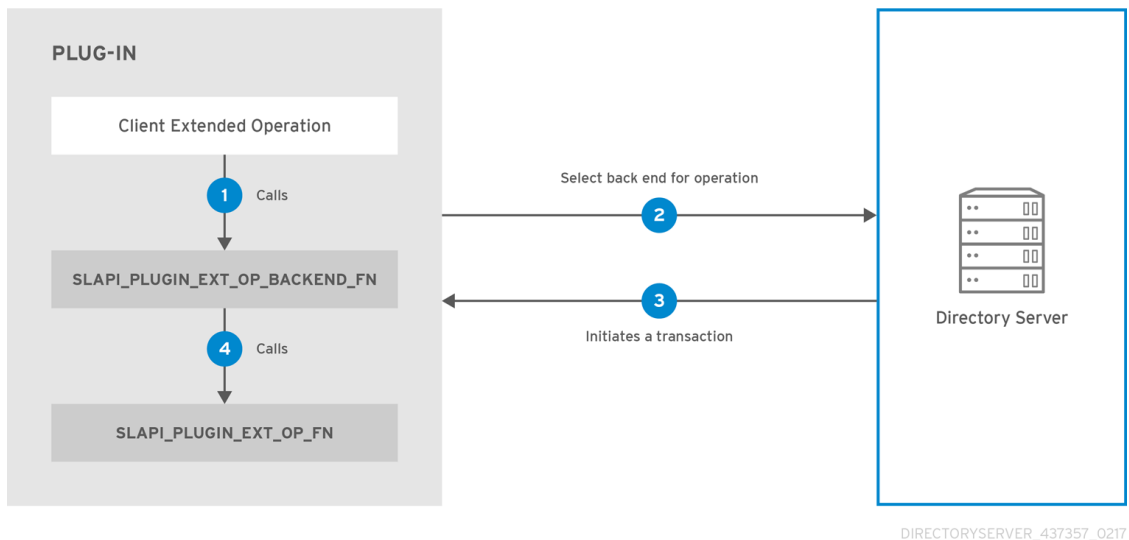 PLUG-IN
Client Extended Operation
1 Calls
SLAPI_PLUGIN_EXT_OP_BACKEND_FN
4 Calls
SLAPI_PLUGIN_EXT_OP_FN
Select back end for operation
2
3
Initiates a transaction
Directory Server
DIRECTORYSERVER_437357_0217